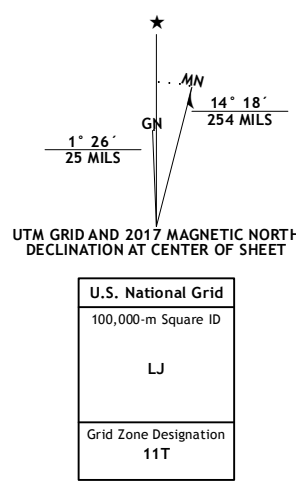 ★
MN
GN
14° 18´
254 MILS
1° 26´
25 MILS
UTM GRID AND 2017 MAGNETIC NORTH
DECLINATION AT CENTER OF SHEET
U.S. National Grid
100,000-m Square ID
LJ
Grid Zone Designation
11T